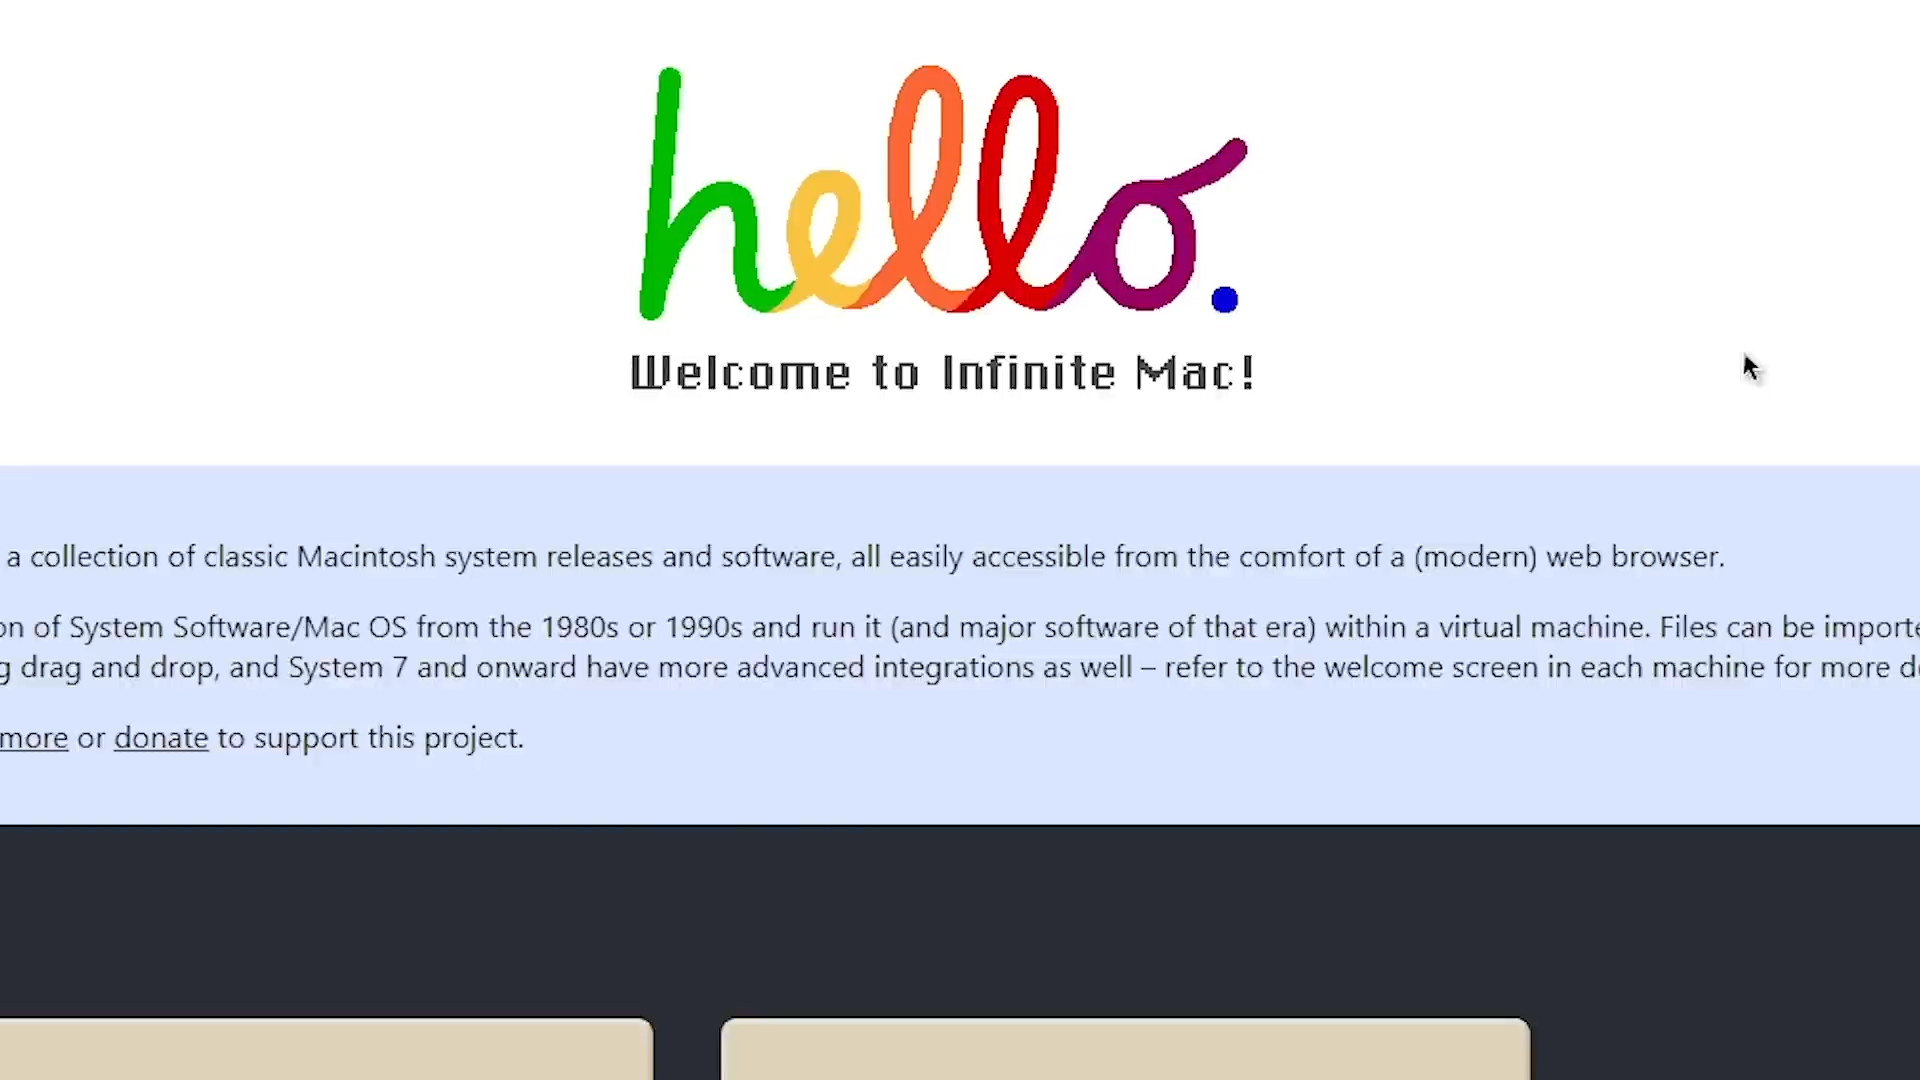 hello.
Welcome to Infinite Mac!
a collection of classic Macintosh system releases and software, all easily accessible from the comfort of a (modern) web browser.
of System Software/Mac OS from the 1980s or 1990s and run it (and major software of that era) within a virtual machine. Files can be
drag and drop, and System 7 and onward have more advanced integrations as well – refer to the welcome screen in each machine for more
more or donate to support this project.